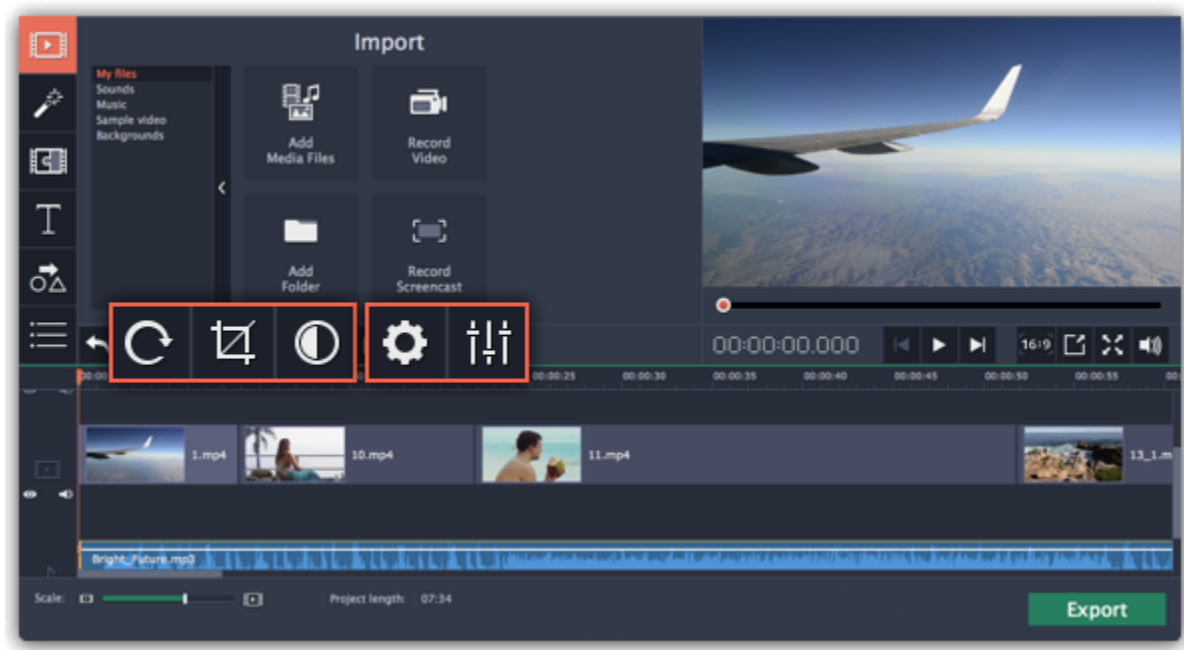 Import
My files
Sounds
Music
Sample video
Backgrounds
Add
Media Files
Record
Video
Add
Folder
Record
Screencast
00:00:00.000
16:9
00:00:25
00:00:30
00:00:35
00:00:40
00:00:45
00:00:50
00:00:55
1.mp4
10.mp4
11.mp4
13_1.m
Bright_Future.mp3
Scale:
Project length: 07:34
Export